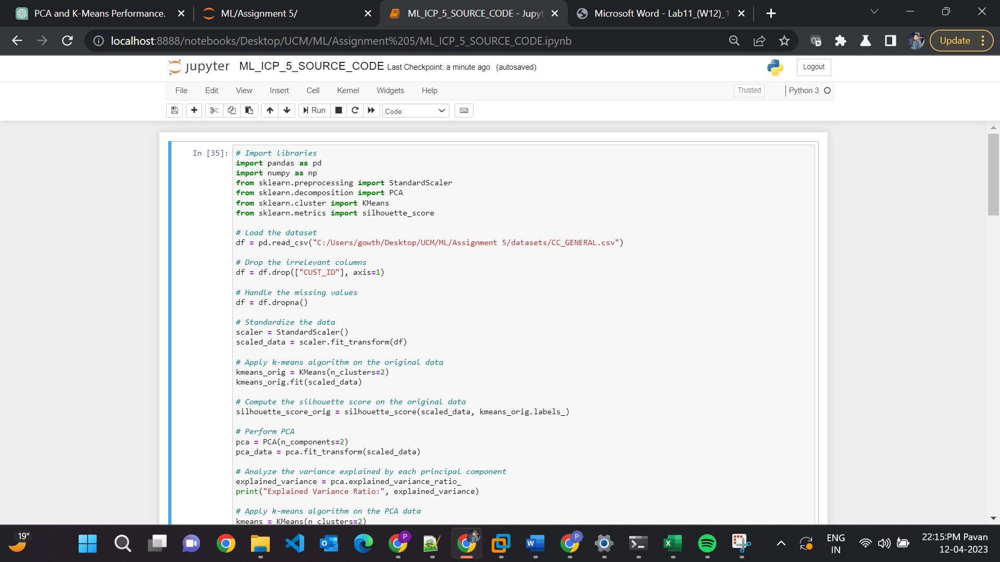 PCA and K-Means Performance.
ML/Assignment 5/
ML_ICP_5_SOURCE_CODE - Jupyt
Microsoft Word - Lab11_(W12)_1
localhost:8888/notebooks/Desktop/UCM/ML/Assignment%205/ML_ICP_5_SOURCE_CODE.ipynb
Update
jupyter ML_ICP_5_SOURCE_CODE Last Checkpoint: a minute ago (autosaved)
Logout
File Edit View Insert Cell Kernel Widgets Help
Trusted
Python 3
Run
Code
In [35]:
# Import libraries
import pandas as pd
import numpy as np
from sklearn.preprocessing import StandardScaler
from sklearn.decomposition import PCA
from sklearn.cluster import KMeans
from sklearn.metrics import silhouette_score
# Load the dataset
df = pd.read_csv("C:/Users/gowth/Desktop/UCM/ML/Assignment 5/datasets/CC_GENERAL.csv")
# Drop the irrelevant columns
df = df.drop(["CUST_ID"], axis=1)
# Handle the missing values
df = df.dropna()
# Standardize the data
scaler = StandardScaler()
scaled_data = scaler.fit_transform(df)
# Apply k-means algorithm on the original data
kmeans_orig = KMeans(n_clusters=2)
kmeans_orig.fit(scaled_data)
# Compute the silhouette score on the original data
silhouette_score_orig = silhouette_score(scaled_data, kmeans_orig.labels_)
# Perform PCA
pca = PCA(n_components=2)
pca_data = pca.fit_transform(scaled_data)
# Analyze the variance explained by each principal component
explained_variance = pca.explained_variance_ratio_
print("Explained Variance Ratio:", explained_variance)
# Apply k-means algorithm on the PCA data
kmeans = KMeans(n_clusters=2)
19°
P
P
ENG
IN
22:15:PM Pavan
12-04-2023